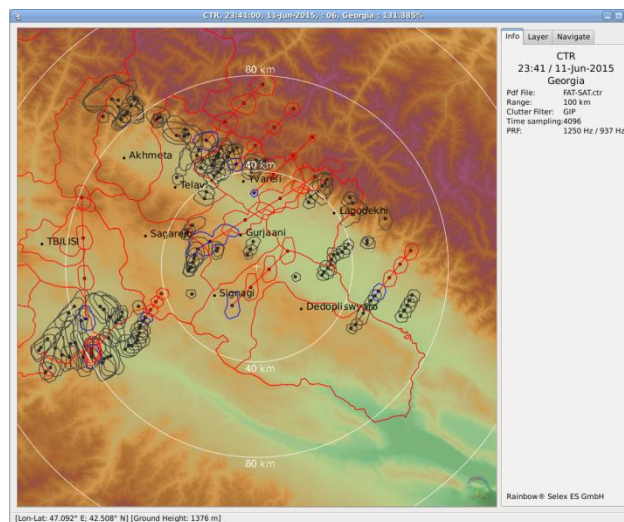 CTR, 23:41:00, 11-Jun-2015, : 06, Georgia : 131.385%
Info Layer Navigate
CTR
23:41 / 11-Jun-2015
Georgia
Pdf File: FAT-SAT.ctr
Range: 100 km
Clutter Filter: GIP
Time sampling:4096
PRF: 1250 Hz / 937 Hz
80 km
Akhmeta
40 km
Telavi
Yvareli
Lagodekhi
TBILISI
Sagarejo
Gurjaani
Signagi
Dedopliswyaro
40 km
80 km
Rainbow® Selex ES GmbH
[Lon-Lat: 47.092° E; 42.508° N] [Ground Height: 1376 m]